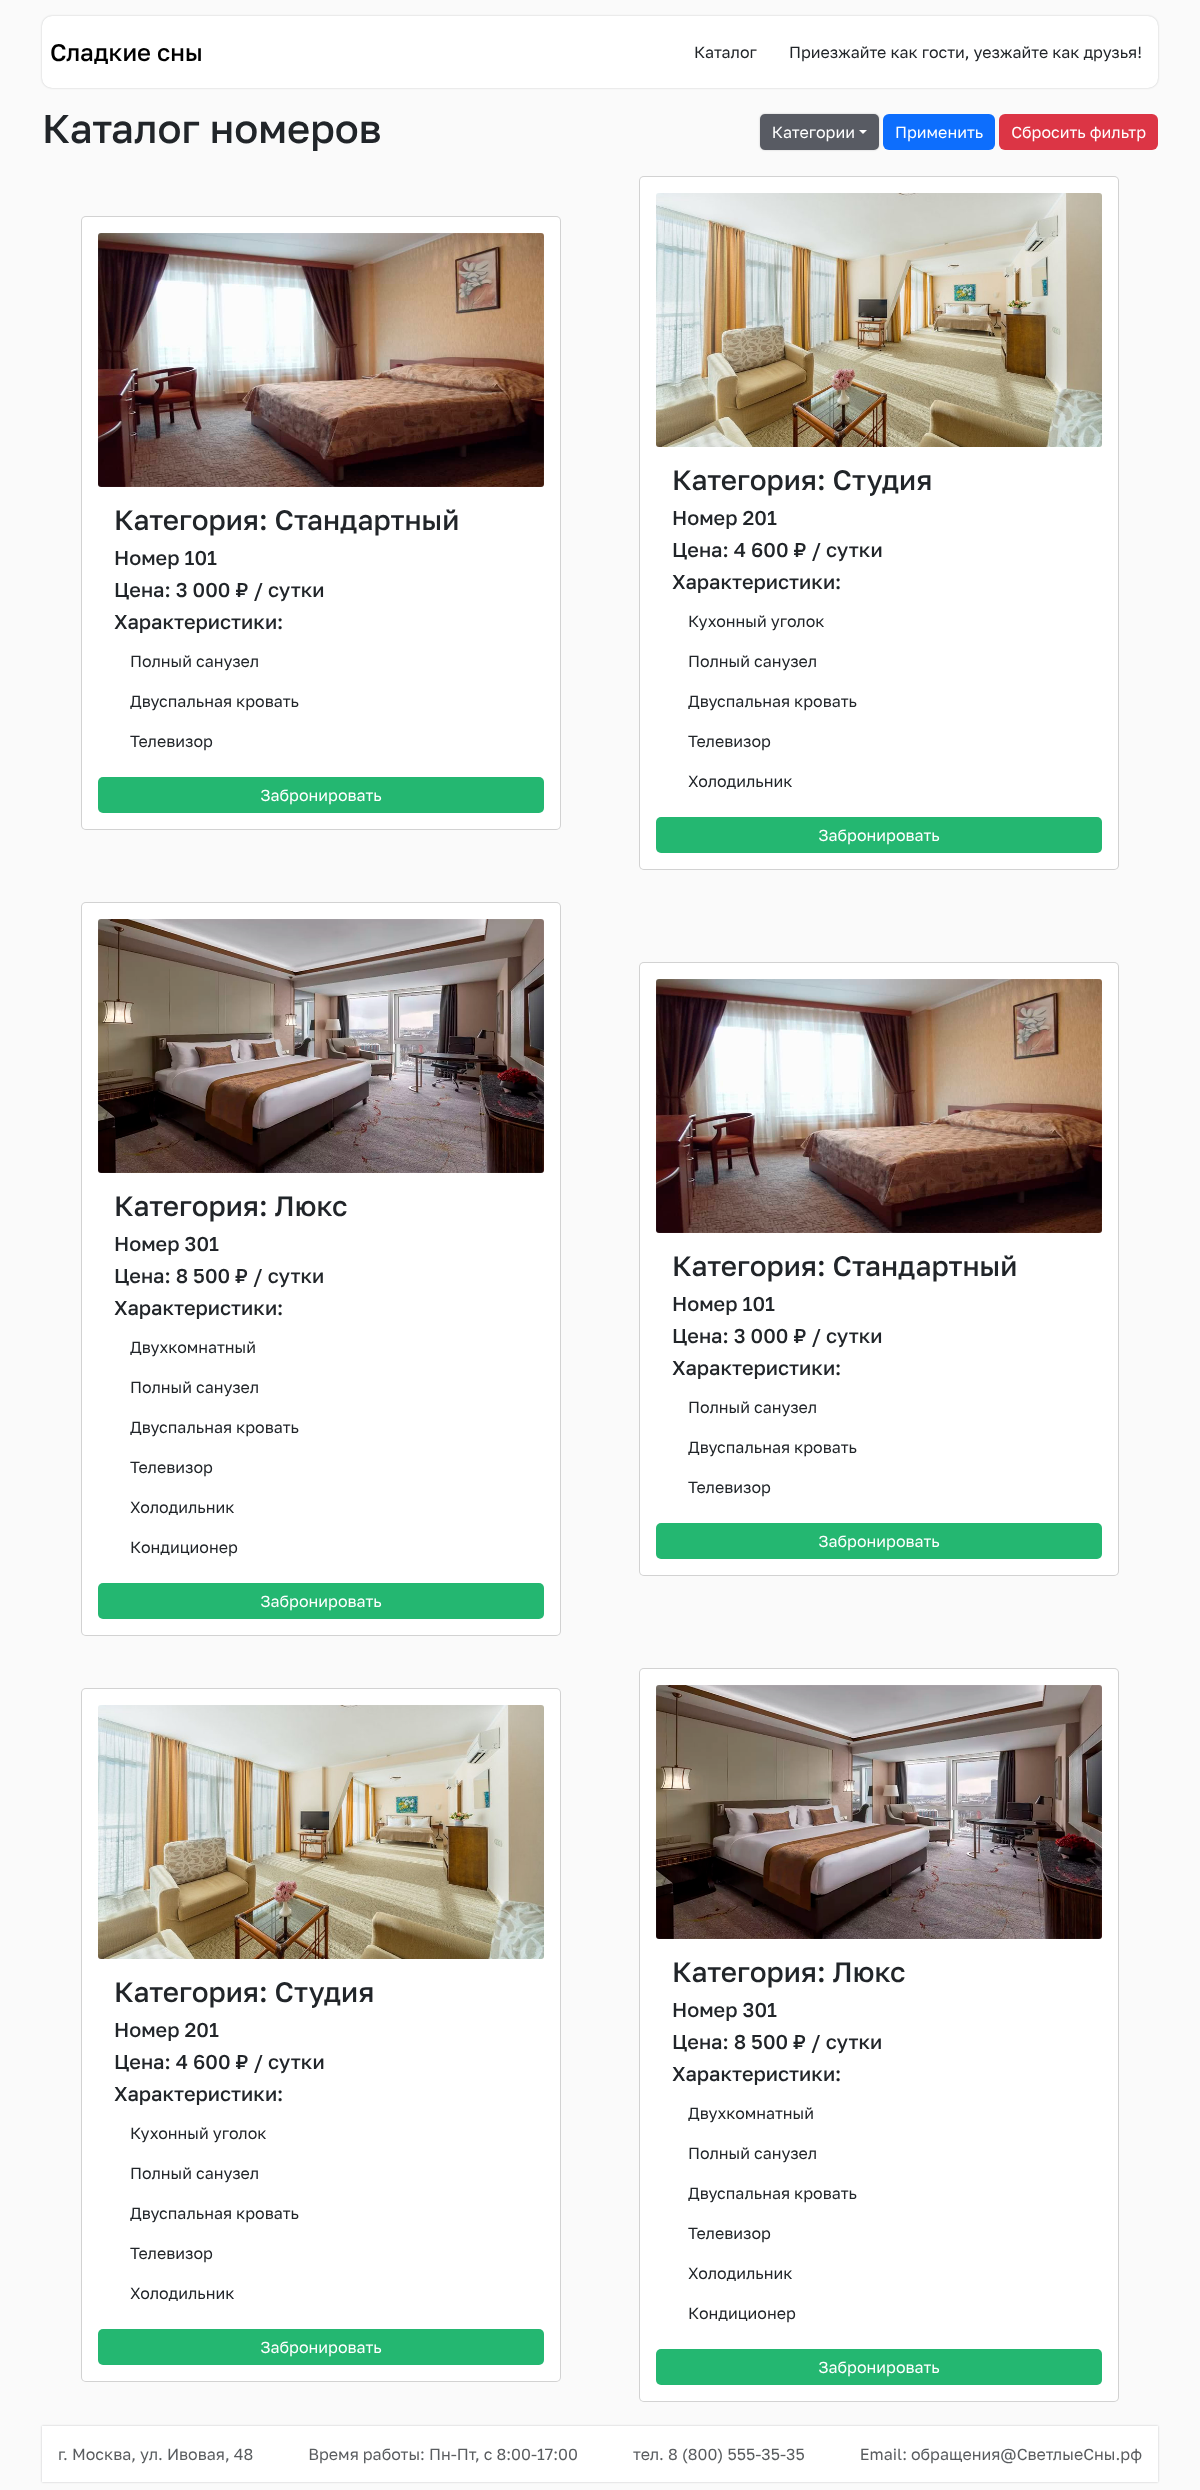 Сладкие сны
Каталог
Приезжайте как гости, уезжайте как друзья!
Каталог номеров
Категории
Применить
Сбросить фильтр
Категория: Стандартный
Номер 101
Цена: 3 000 ₽ / сутки
Характеристики:
Полный санузел
Двуспальная кровать
Телевизор
Забронировать
Категория: Студия
Номер 201
Цена: 4 600 ₽ / сутки
Характеристики:
Кухонный уголок
Полный санузел
Двуспальная кровать
Телевизор
Холодильник
Забронировать
Категория: Люкс
Номер 301
Цена: 8 500 ₽ / сутки
Характеристики:
Двухкомнатный
Полный санузел
Двуспальная кровать
Телевизор
Холодильник
Кондиционер
Забронировать
Категория: Стандартный
Номер 101
Цена: 3 000 ₽ / сутки
Характеристики:
Полный санузел
Двуспальная кровать
Телевизор
Забронировать
Категория: Студия
Номер 201
Цена: 4 600 ₽ / сутки
Характеристики:
Кухонный уголок
Полный санузел
Двуспальная кровать
Телевизор
Холодильник
Забронировать
Категория: Люкс
Номер 301
Цена: 8 500 ₽ / сутки
Характеристики:
Двухкомнатный
Полный санузел
Двуспальная кровать
Телевизор
Холодильник
Кондиционер
Забронировать
г. Москва, ул. Ивовая, 48
Время работы: Пн-Пт, с 8:00-17:00
тел. 8 (800) 555-35-35
Email: обращения@СветлыеСны.рф